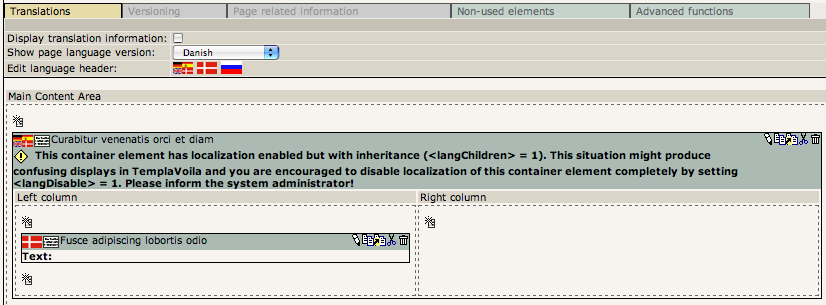 Translations Versioning Page related information Non-used elements Advanced functions
Display translation information:
Show page language version: Danish
Edit language header:
Main Content Area
Curabitur venenatis orci et diam
This container element has localization enabled but with inheritance (<langChildren> = 1). This situation might produce
confusing displays in TemplaVoila and you are encouraged to disable localization of this container element completely by setting
<langDisable> = 1. Please inform the system administrator!
Left column Right column
Fusce adipiscing lobortis odio
Text: